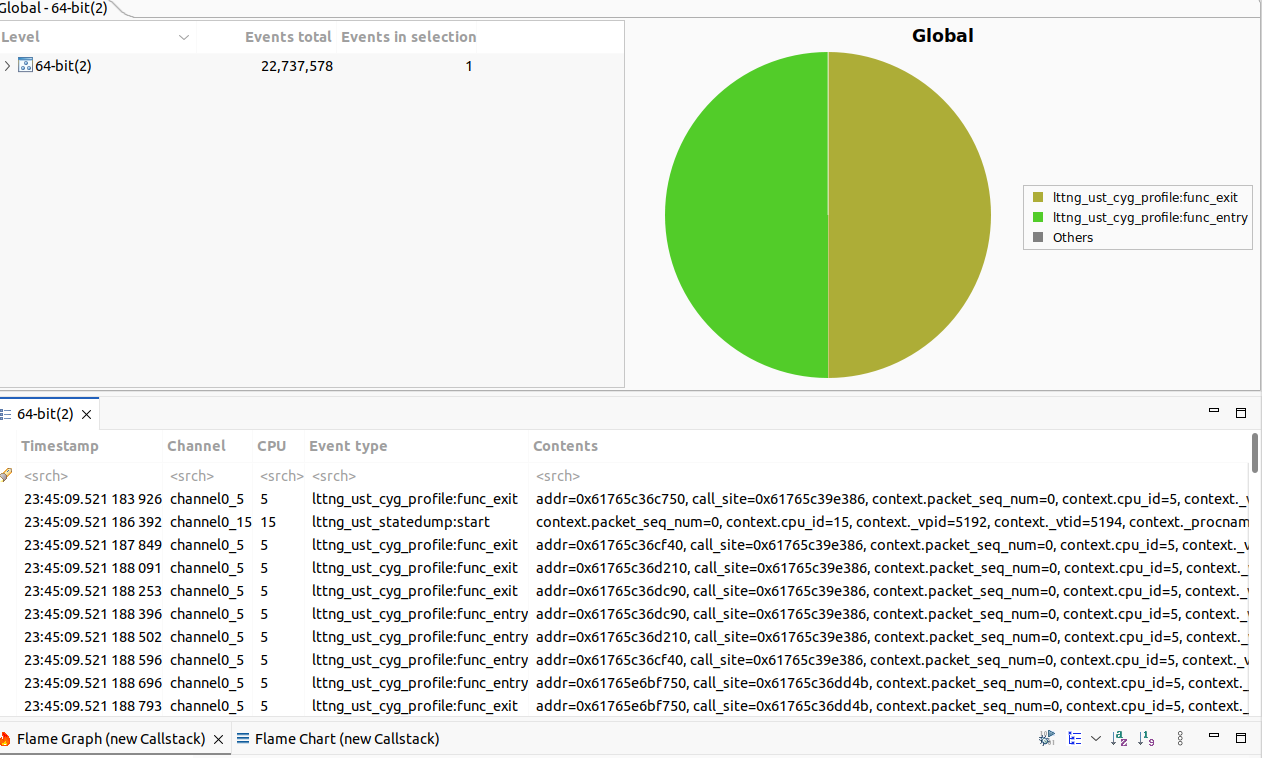 Global - 64-bit(2)
Level Events total Events in selection
64-bit(2) 22,737,578 1
Global
lttng_ust_cyg_profile:func_exit
lttng_ust_cyg_profile:func_entry
Others
64-bit(2)
Timestamp Channel CPU Event type Contents
<srch> <srch> <srch> <srch> <srch>
23:45:09.521 183 926 channel0_5 5 lttng_ust_cyg_profile:func_exit addr=0x61765c36c750, call_site=0x61765c39e386, context.packet_seq_num=0, context.cpu_id=5, context._v
23:45:09.521 186 392 channel0_15 15 lttng_ust_statedump:start context.packet_seq_num=0, context.cpu_id=15, context._vpid=5192, context._vtid=5194, context._procnam
23:45:09.521 187 849 channel0_5 5 lttng_ust_cyg_profile:func_exit addr=0x61765c36cf40, call_site=0x61765c39e386, context.packet_seq_num=0, context.cpu_id=5, context._v
23:45:09.521 188 091 channel0_5 5 lttng_ust_cyg_profile:func_exit addr=0x61765c36d210, call_site=0x61765c39e386, context.packet_seq_num=0, context.cpu_id=5, context._
23:45:09.521 188 253 channel0_5 5 lttng_ust_cyg_profile:func_exit addr=0x61765c36dc90, call_site=0x61765c39e386, context.packet_seq_num=0, context.cpu_id=5, context._
23:45:09.521 188 396 channel0_5 5 lttng_ust_cyg_profile:func_entry addr=0x61765c36dc90, call_site=0x61765c39e386, context.packet_seq_num=0, context.cpu_id=5, context._
23:45:09.521 188 502 channel0_5 5 lttng_ust_cyg_profile:func_entry addr=0x61765c36d210, call_site=0x61765c39e386, context.packet_seq_num=0, context.cpu_id=5, context._
23:45:09.521 188 596 channel0_5 5 lttng_ust_cyg_profile:func_entry addr=0x61765c36cf40, call_site=0x61765c39e386, context.packet_seq_num=0, context.cpu_id=5, context._v
23:45:09.521 188 696 channel0_5 5 lttng_ust_cyg_profile:func_entry addr=0x61765e6bf750, call_site=0x61765c36dd4b, context.packet_seq_num=0, context.cpu_id=5, context._
23:45:09.521 188 793 channel0_5 5 lttng_ust_cyg_profile:func_exit addr=0x61765e6bf750, call_site=0x61765c36dd4b, context.packet_seq_num=0, context.cpu_id=5, context._
Flame Graph (new Callstack) Flame Chart (new Callstack)